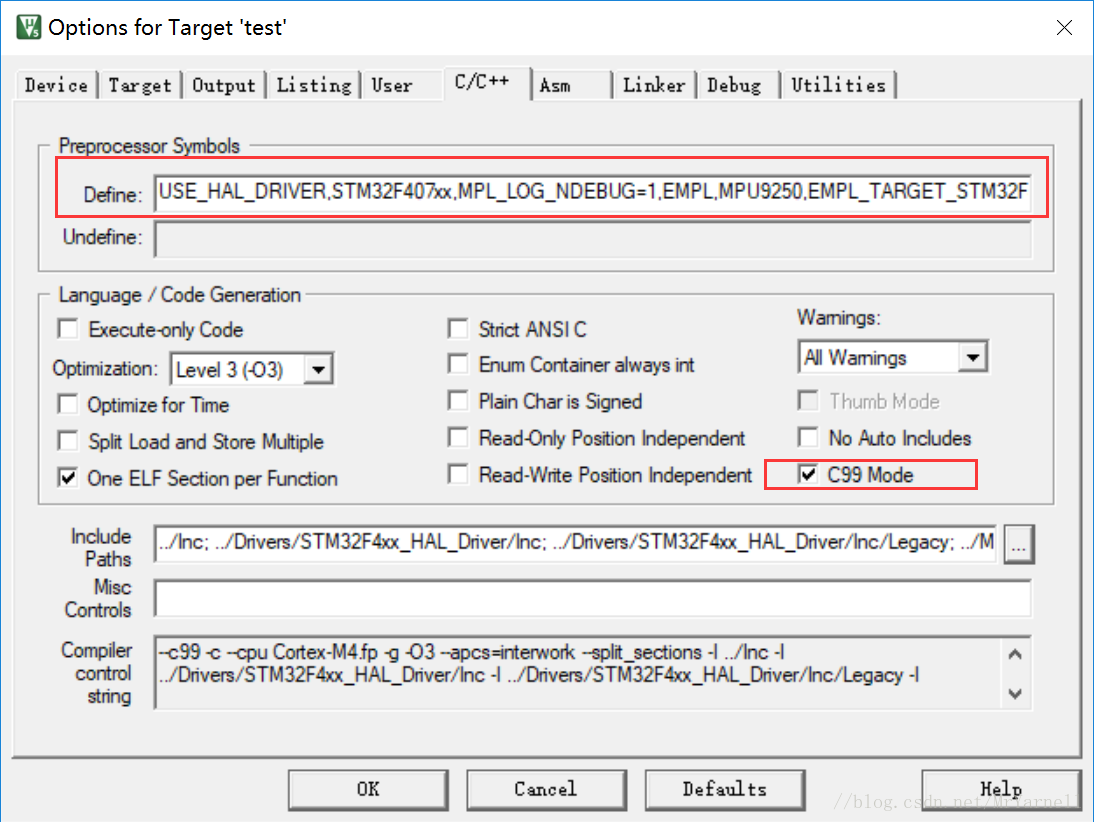 Options for Target 'test'
Device Target Output Listing User C/C++ Asm Linker Debug Utilities
Preprocessor Symbols
Define: USE_HAL_DRIVER,STM32F407xx,MPL_LOG_NDEBUG=1,EMPL,MPU9250,EMPL_TARGET_STM32F
Undefine:
Language / Code Generation
Execute-only Code
Optimization: Level 3 (-O3)
Optimize for Time
Split Load and Store Multiple
One ELF Section per Function
Strict ANSI C
Enum Container always int
Plain Char is Signed
Read-Only Position Independent
Read-Write Position Independent
Warnings:
All Warnings
Thumb Mode
No Auto Includes
C99 Mode
Include Paths ../Inc; ../Drivers/STM32F4xx_HAL_Driver/Inc; ../Drivers/STM32F4xx_HAL_Driver/Inc/Legacy; ../M ...
Misc Controls
Compiler control string
--c99 -c --cpu Cortex-M4.fp -g -O3 --apcs=interwork --split_sections -I ../Inc -I
../Drivers/STM32F4xx_HAL_Driver/Inc -I ../Drivers/STM32F4xx_HAL_Driver/Inc/Legacy -I
OK Cancel Defaults Help